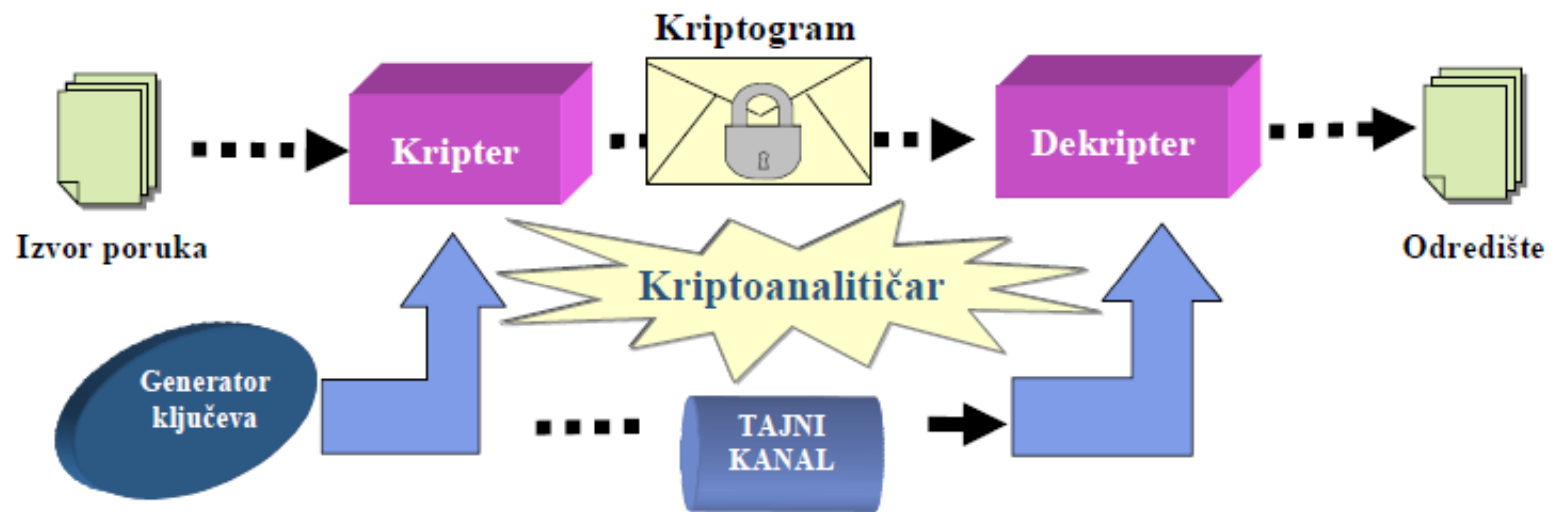 Kriptogram
Kripter
Dekripter
Izvor poruka
Odredište
Kriptoanalitičar
Generator
ključeva
TAJNI
KANAL